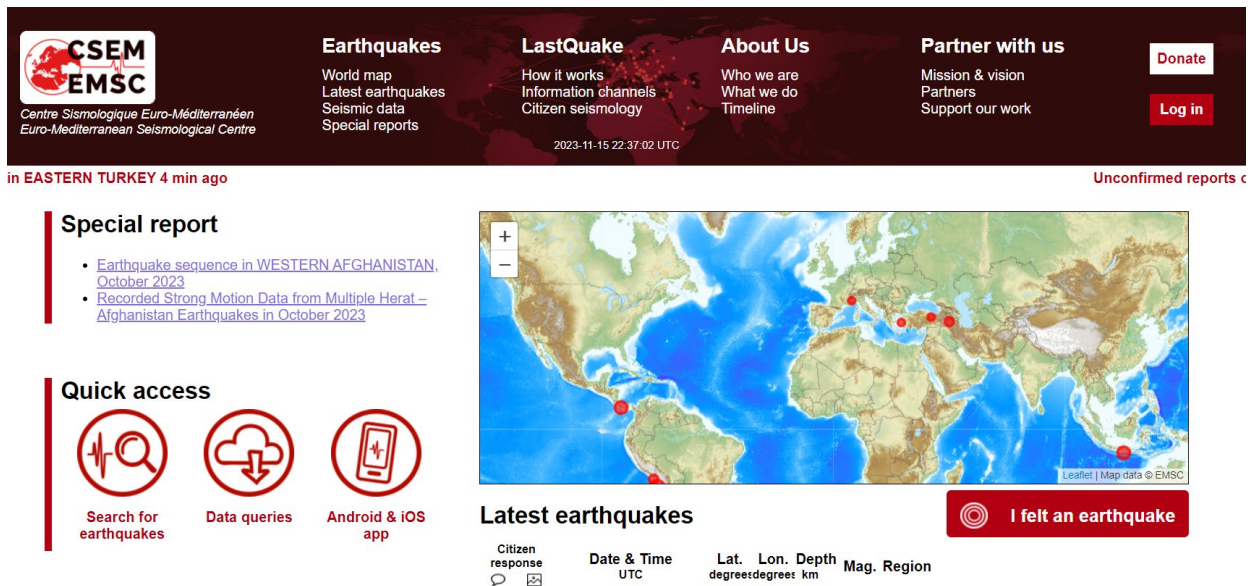 CSEM
EMSC
Centre Sismologique Euro-Méditerranéen
Euro-Mediterranean Seismological Centre
Earthquakes
World map
Latest earthquakes
Seismic data
Special reports
LastQuake
How it works
Information channels
Citizen seismology
About Us
Who we are
What we do
Timeline
Partner with us
Mission & vision
Partners
Support our work
Donate
Log in
2023-11-15 22:37:02 UTC
in EASTERN TURKEY 4 min ago
Unconfirmed reports o
Special report
Earthquake sequence in WESTERN AFGHANISTAN,
October 2023
Recorded Strong Motion Data from Multiple Herat –
Afghanistan Earthquakes in October 2023
Quick access
Search for
earthquakes
Data queries
Android & iOS
app
+
−
Leaflet | Map data © EMSC
I felt an earthquake
Latest earthquakes
Citizen
response
Date & Time
UTC
Lat.
degrees
Lon.
degrees
Depth
km
Mag.
Region